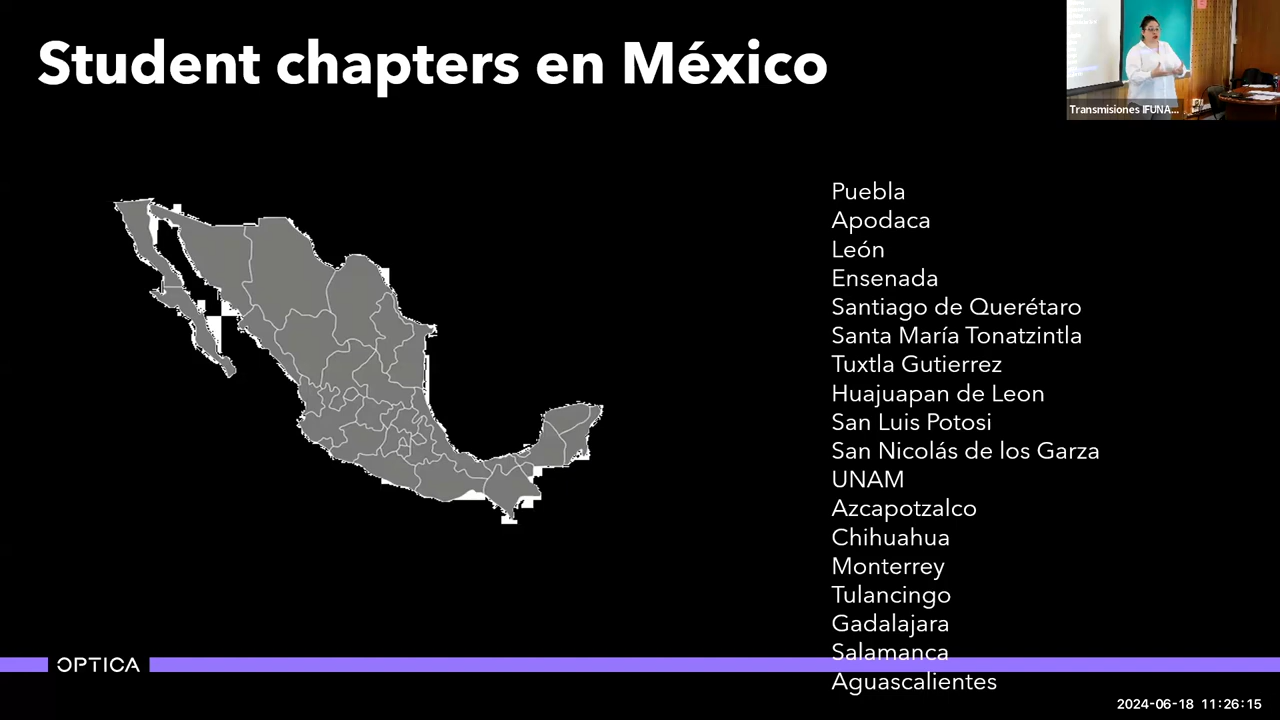 Student chapters en México
Transmisiones IFUNA...
Puebla
Apodaca
León
Ensenada
Santiago de Querétaro
Santa María Tonatzintla
Tuxtla Gutierrez
Huajuapan de Leon
San Luis Potosi
San Nicolás de los Garza
UNAM
Azcapotzalco
Chihuahua
Monterrey
Tulancingo
Gadalajara
Salamanca
Aguascalientes
OPTICA
2024-06-18 11:26:15